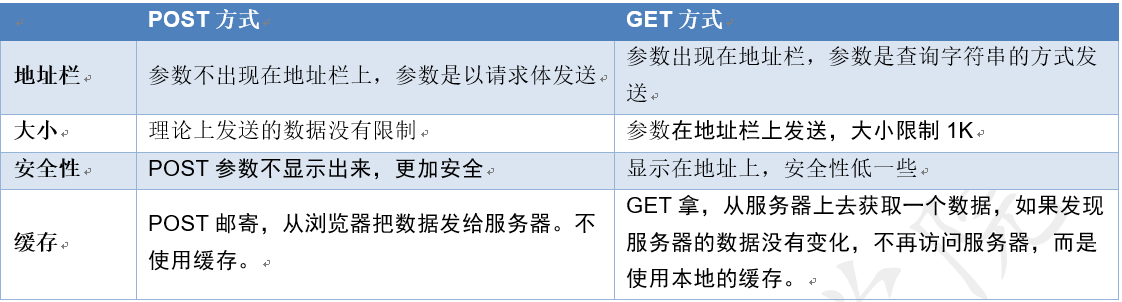 POST 方式 GET 方式
地址栏 参数不出现在地址栏上，参数是以请求体发送 参数出现在地址栏，参数是查询字符串的方式发
送
大小 理论上发送的数据没有限制 参数在地址栏上发送，大小限制 1K
安全性 POST 参数不显示出来，更加安全 显示在地址上，安全性低一些
缓存 POST 邮寄，从浏览器把数据发给服务器。不
使用缓存。
GET 拿，从服务器上去获取一个数据，如果发现
服务器的数据没有变化，不再访问服务器，而是
使用本地的缓存。